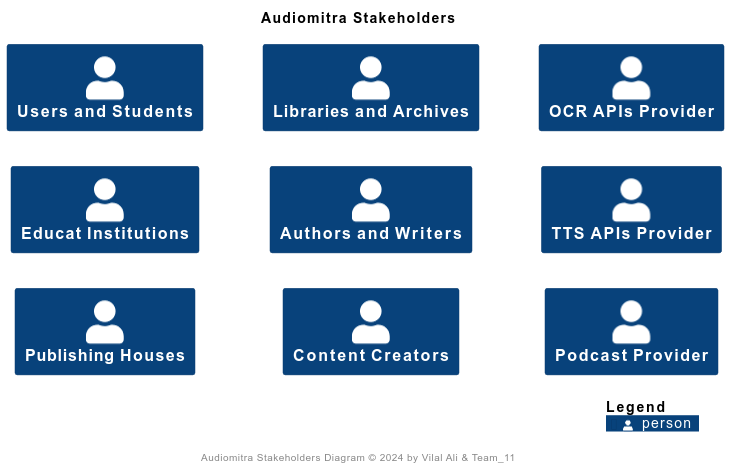 Audiomitra Stakeholders
Users and Students
Libraries and Archives
OCR APIs Provider
Educat Institutions
Authors and Writers
TTS APIs Provider
Publishing Houses
Content Creators
Podcast Provider
Legend
person
Audiomitra Stakeholders Diagram © 2024 by Vilal Ali & Team_11